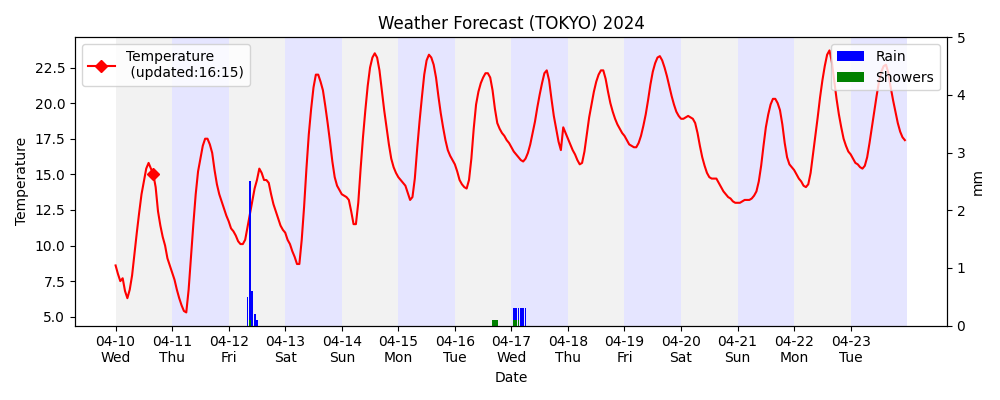 Weather Forecast (TOKYO) 2024
Temperature
(updated:16:15)
Rain
Showers
Temperature
22.5
20.0
17.5
15.0
12.5
10.0
7.5
5.0
5
4
3
2
1
0
mm
04-10 04-11 04-12 04-13 04-14 04-15 04-16 04-17 04-18 04-19 04-20 04-21 04-22 04-23
Wed Thu Fri Sat Sun Mon Tue Wed Thu Fri Sat Sun Mon Tue
Date